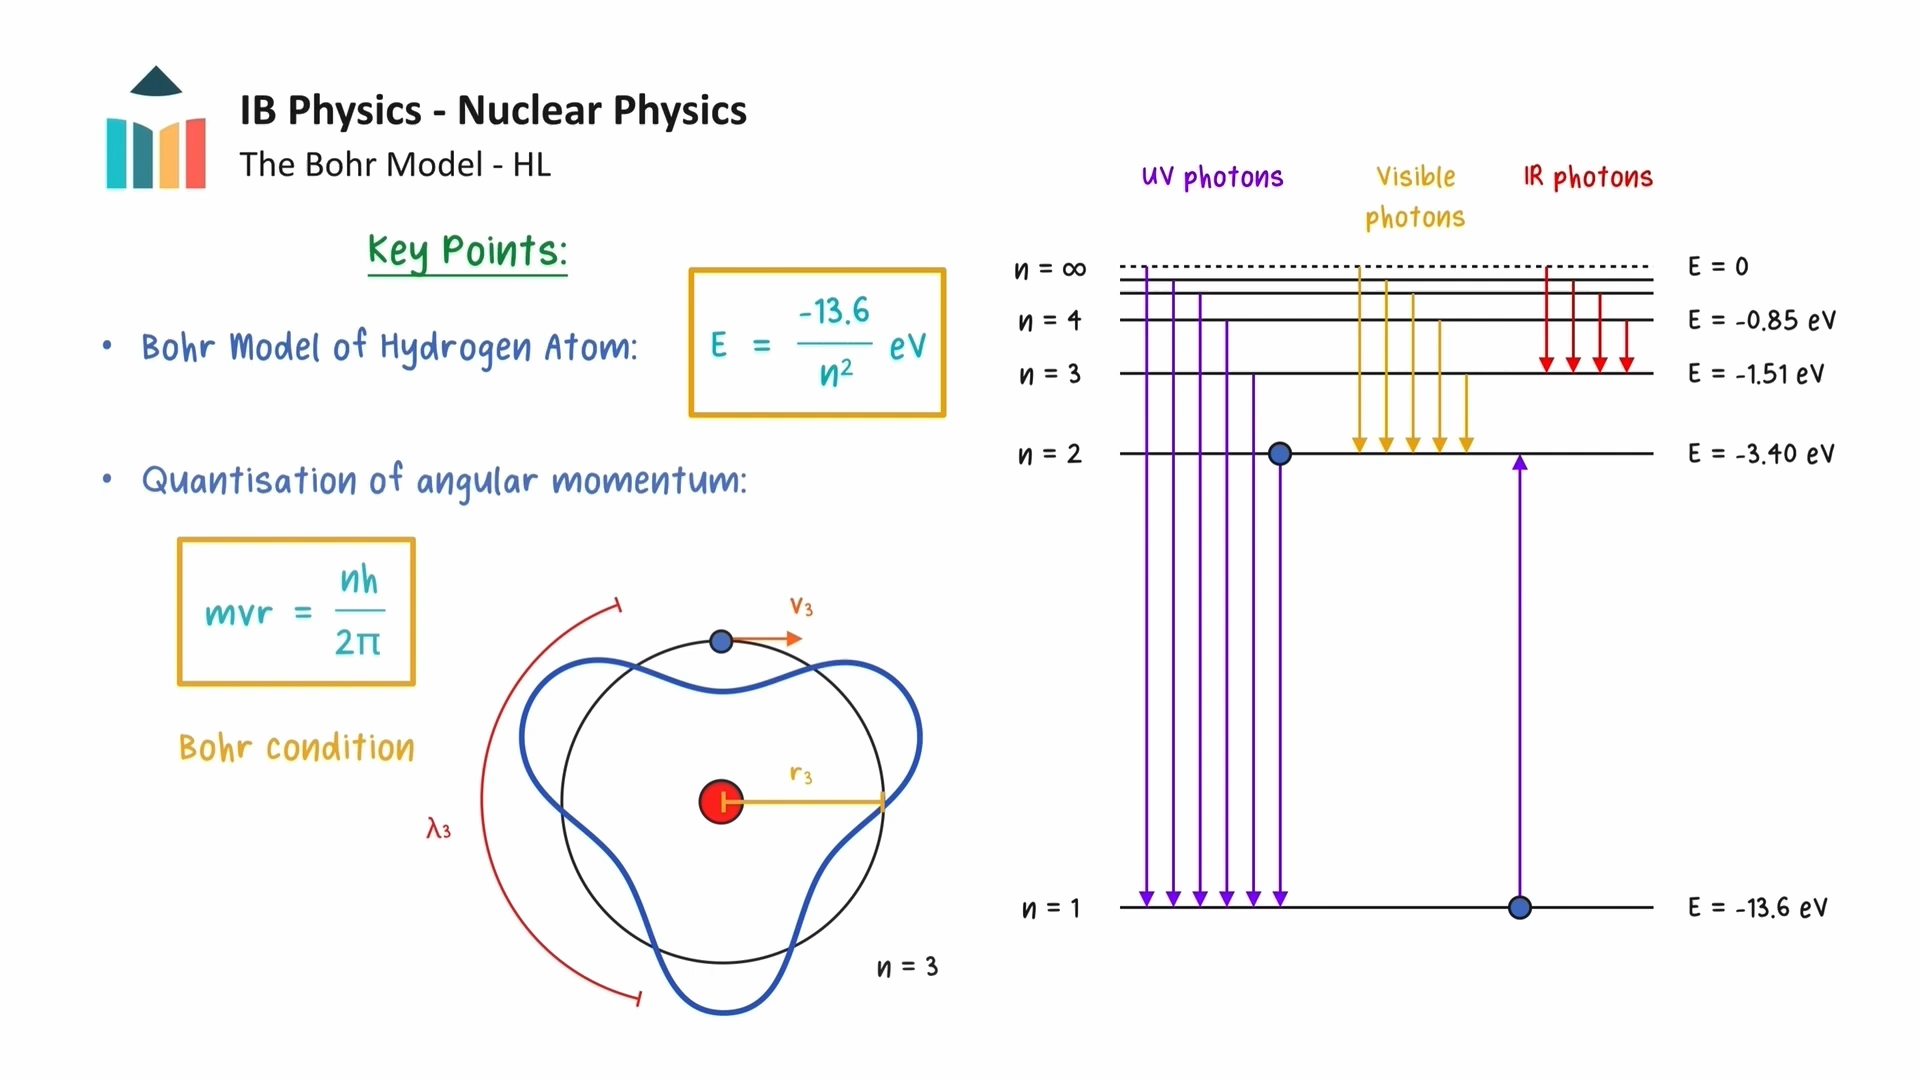 IB Physics - Nuclear Physics
The Bohr Model - HL
Key Points:
• Bohr Model of Hydrogen Atom:
E = -13.6 / n² eV
• Quantisation of angular momentum:
mvr = nh / 2π
Bohr condition
v₃
r₃
λ₃
n = 3
UV photons
Visible
photons
IR photons
n = ∞ E = 0
n = 4 E = -0.85 eV
n = 3 E = -1.51 eV
n = 2 E = -3.40 eV
n = 1 E = -13.6 eV